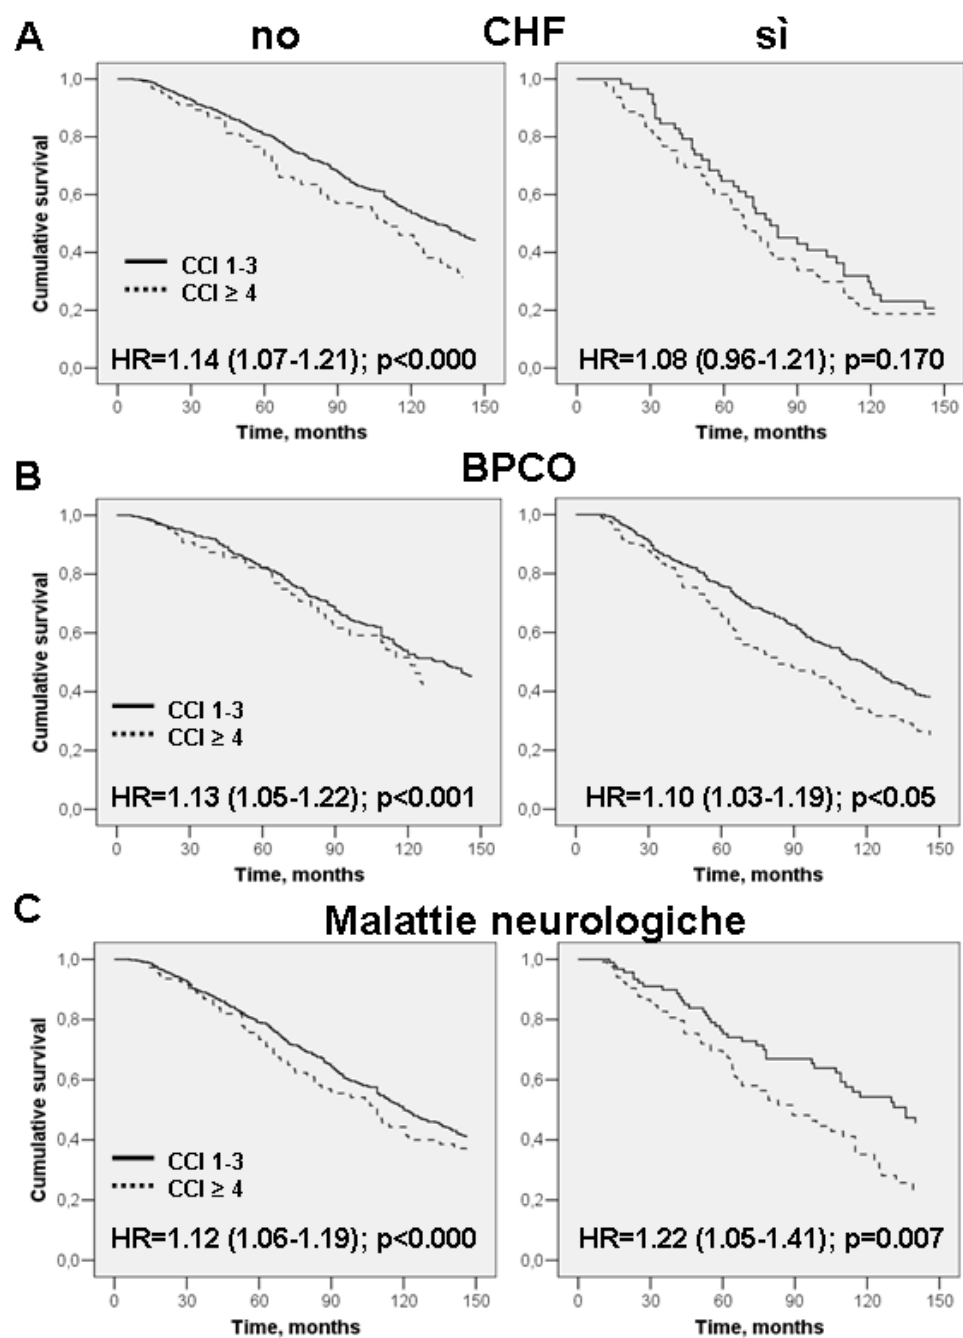 A
no CHF sì
Cumulative survival
1,0
0,8
0,6
0,4
0,2
0,0
CCI 1-3
CCI ≥ 4
HR=1.14 (1.07-1.21); p<0.000
0 30 60 90 120 150
Time, months
1,0
0,8
0,6
0,4
0,2
0,0
HR=1.08 (0.96-1.21); p=0.170
0 30 60 90 120 150
Time, months
B
BPCO
Cumulative survival
1,0
0,8
0,6
0,4
0,2
0,0
CCI 1-3
CCI ≥ 4
HR=1.13 (1.05-1.22); p<0.001
0 30 60 90 120 150
Time, months
1,0
0,8
0,6
0,4
0,2
0,0
HR=1.10 (1.03-1.19); p<0.05
0 30 60 90 120 150
Time, months
C
Malattie neurologiche
Cumulative survival
1,0
0,8
0,6
0,4
0,2
0,0
CCI 1-3
CCI ≥ 4
HR=1.12 (1.06-1.19); p<0.000
0 30 60 90 120 150
Time, months
1,0
0,8
0,6
0,4
0,2
0,0
HR=1.22 (1.05-1.41); p=0.007
0 30 60 90 120 150
Time, months